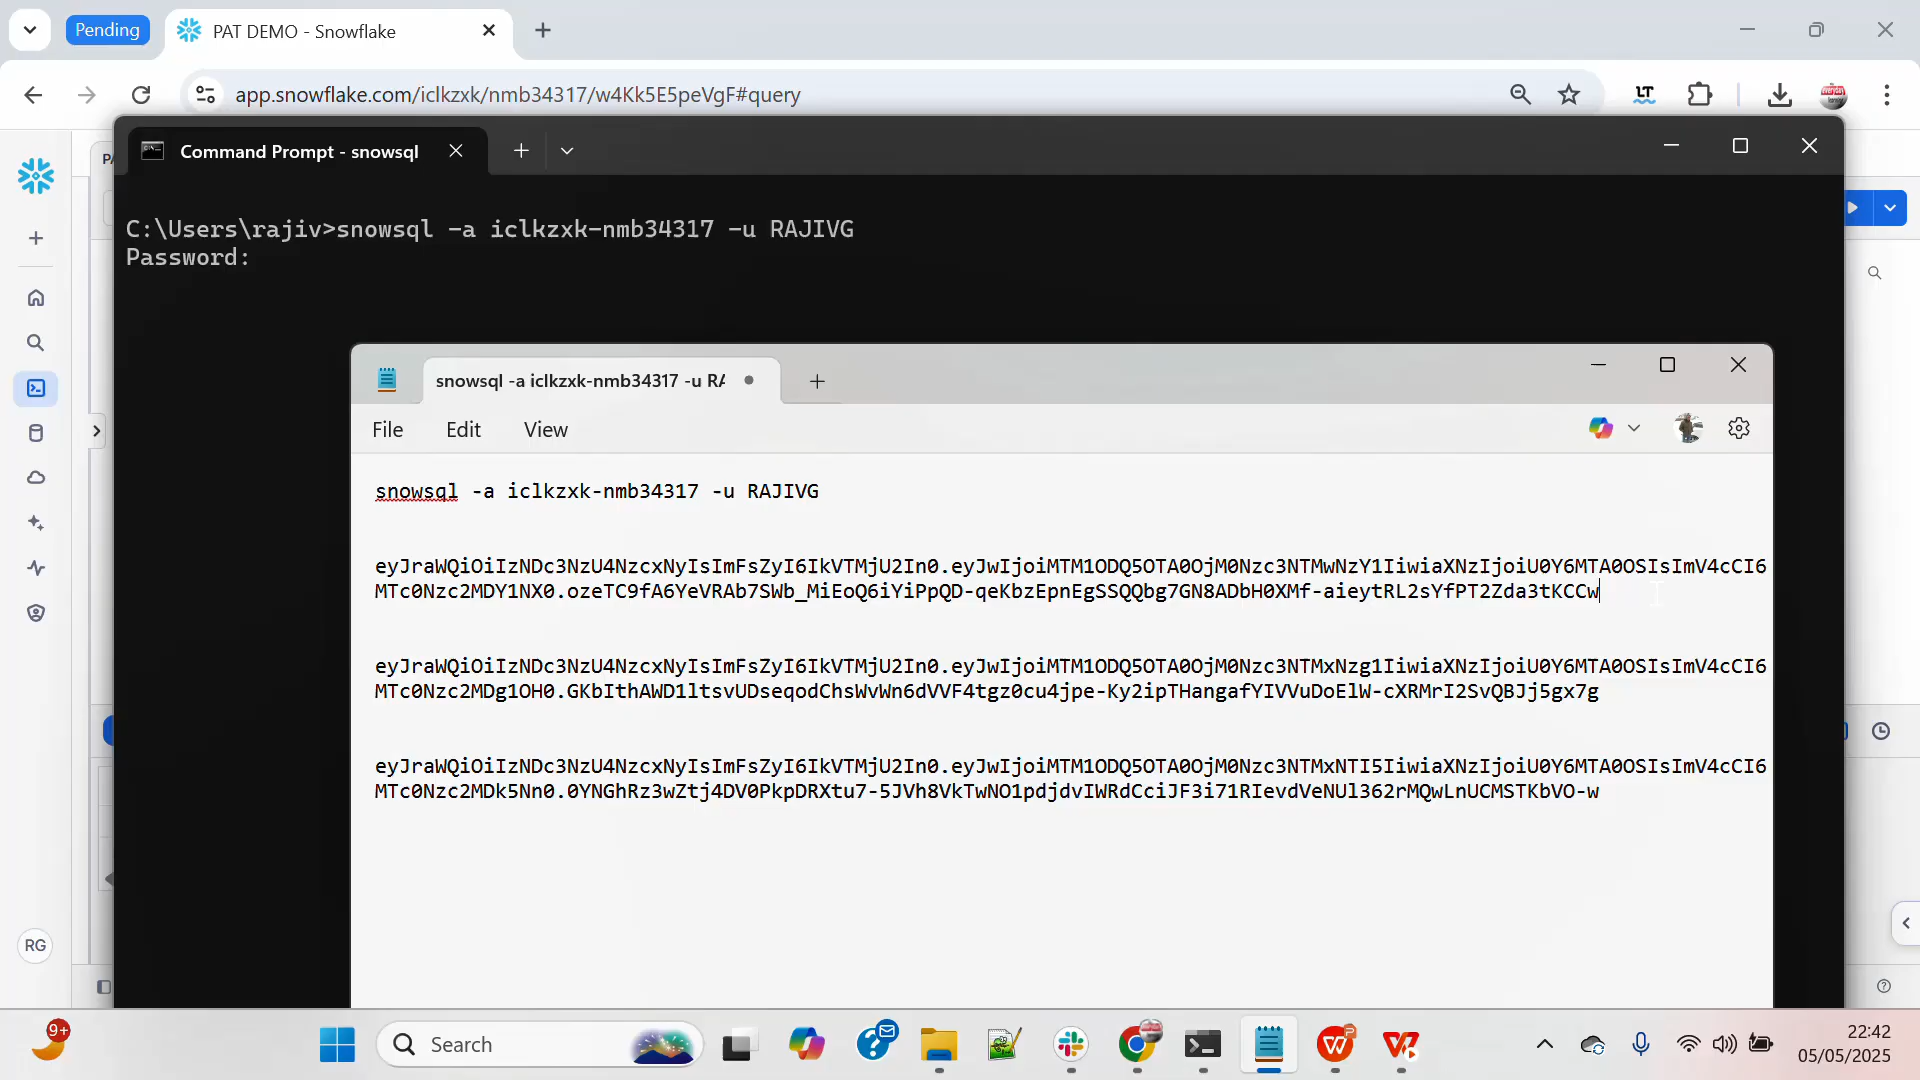 Pending
PAT DEMO - Snowflake
app.snowflake.com/iclkzxk/nmb34317/w4Kk5E5peVgF#query
Command Prompt - snowsql
C:\Users\rajiv>snowsql -a iclkzxk-nmb34317 -u RAJIVG
Password:
snowsql -a iclkzxk-nmb34317 -u RA
File Edit View
snowsql -a iclkzxk-nmb34317 -u RAJIVG
eyJraWQiOiIzNDc3NzU4NzcxNyIsImFsZyI6IkVTMjU2In0.eyJwIjoiMTM1ODQ5OTA0OjM0Nzc3NTMwNzY1IiwiaXNzIjoiU0Y6MTA0OSIsImV4cCI6
MTc0Nzc2MDY1NX0.ozeTC9fA6YeVRAb7SWb_MiEoQ6iYiPpQD-qeKbzEpnEgSSQQbg7GN8ADbH0XMf-aieytRL2sYfPT2Zda3tKCCw
eyJraWQiOiIzNDc3NzU4NzcxNyIsImFsZyI6IkVTMjU2In0.eyJwIjoiMTM1ODQ5OTA0OjM0Nzc3NTMxNzg1IiwiaXNzIjoiU0Y6MTA0OSIsImV4cCI6
MTc0Nzc2MDg1OH0.GKbIthAWD1ltsvUDseqodChsWvWn6dVVF4tgz0cu4jpe-Ky2ipTHangafYIVVuDoElW-cXRMrI2SvQBJj5gx7g
eyJraWQiOiIzNDc3NzU4NzcxNyIsImFsZyI6IkVTMjU2In0.eyJwIjoiMTM1ODQ5OTA0OjM0Nzc3NTMxNTI5IiwiaXNzIjoiU0Y6MTA0OSIsImV4cCI6
MTc0Nzc2MDk5Nn0.0YNGhRz3wZtj4DV0PkpDRXtu7-5JVh8VkTwNO1pdjdvIWRdCciJF3i71RIevdVeNUl362rMQwLnUCMSTKbVO-w
RG
9+
Search
22:42
05/05/2025